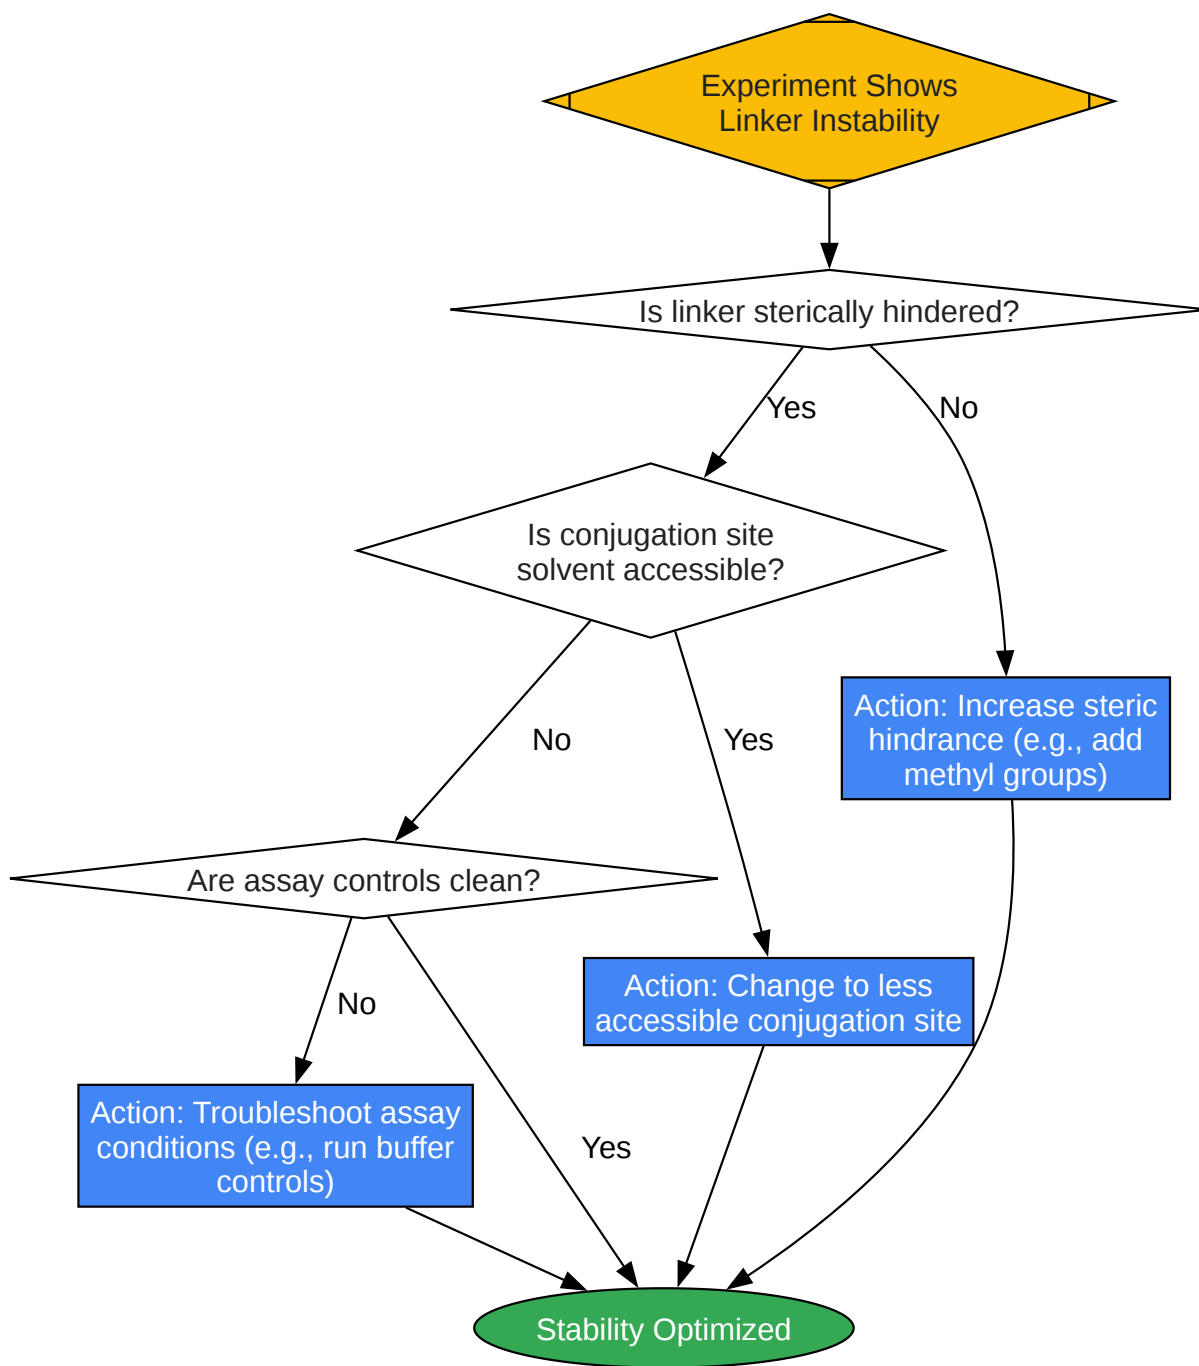 Experiment Shows
Linker Instability
Is linker sterically hindered?
Yes
No
Is conjugation site
solvent accessible?
Action: Increase steric
hindrance (e.g., add
methyl groups)
No
Yes
Are assay controls clean?
Action: Change to less
accessible conjugation site
No
Action: Troubleshoot assay
conditions (e.g., run buffer
controls)
Yes
Stability Optimized